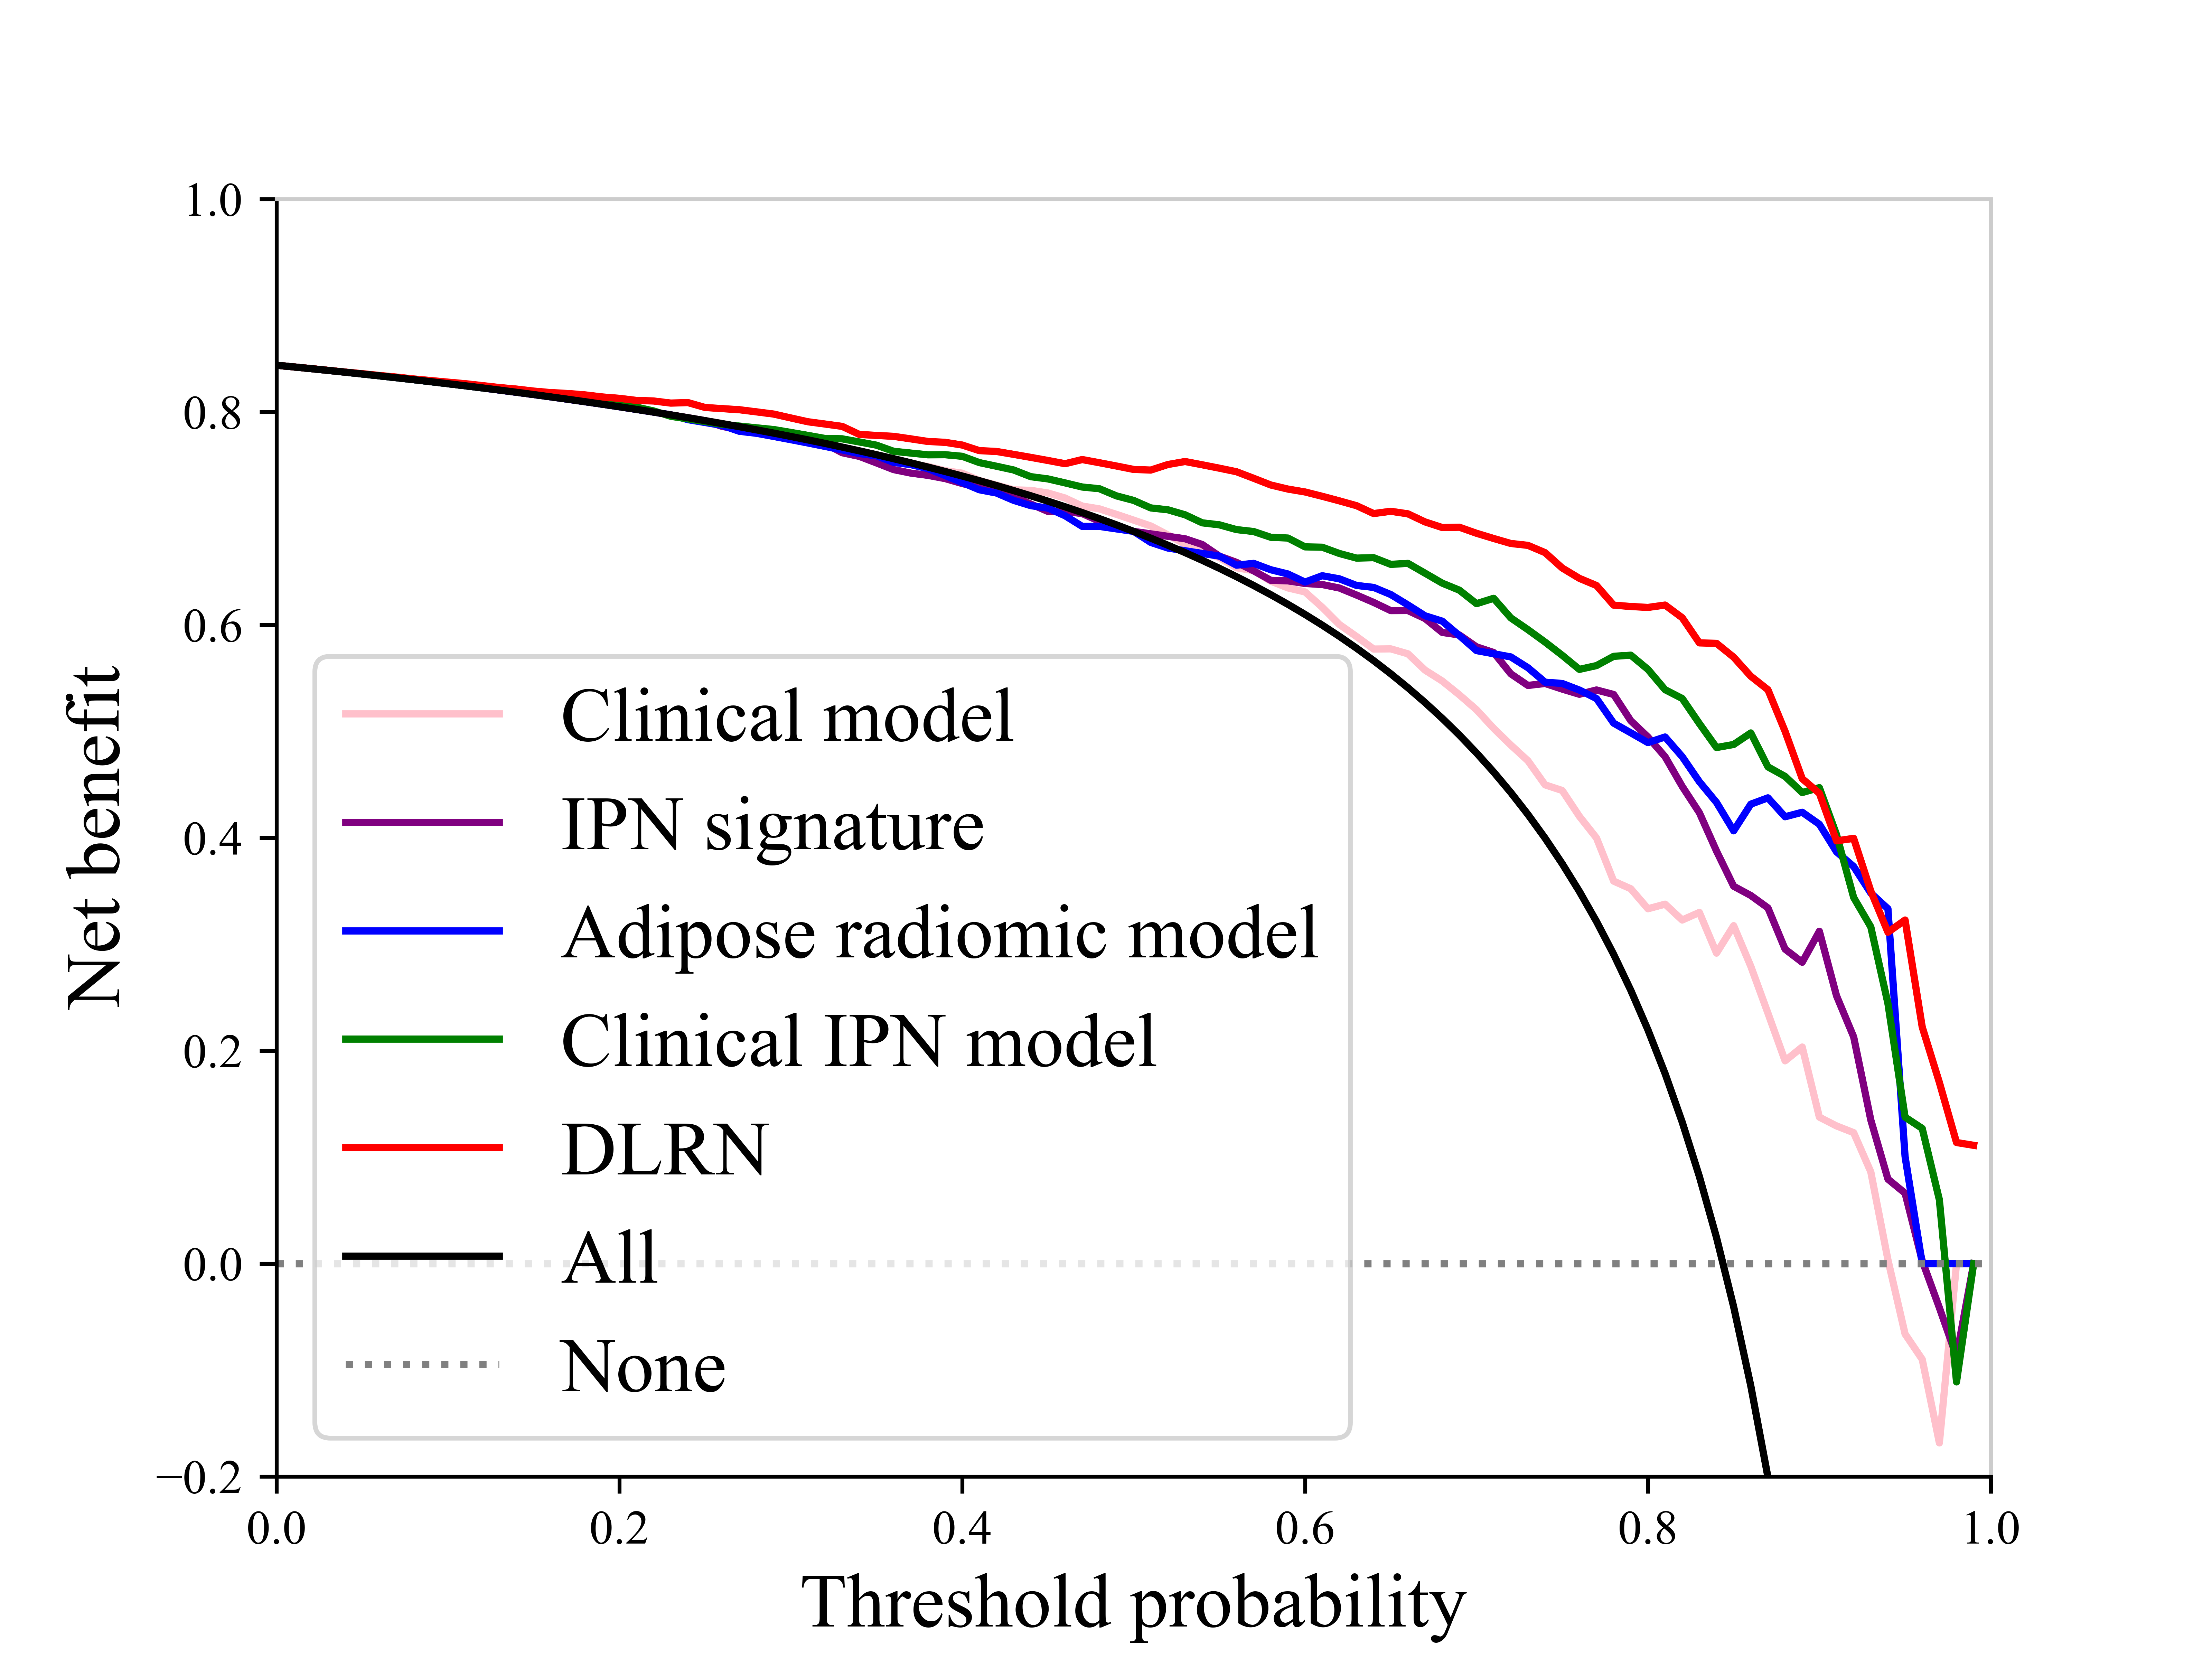 1.0
0.8
0.6
0.4
0.2
0.0
−0.2
Net benefit
Clinical model
IPN signature
Adipose radiomic model
Clinical IPN model
DLRN
All
None
0.0 0.2 0.4 0.6 0.8 1.0
Threshold probability